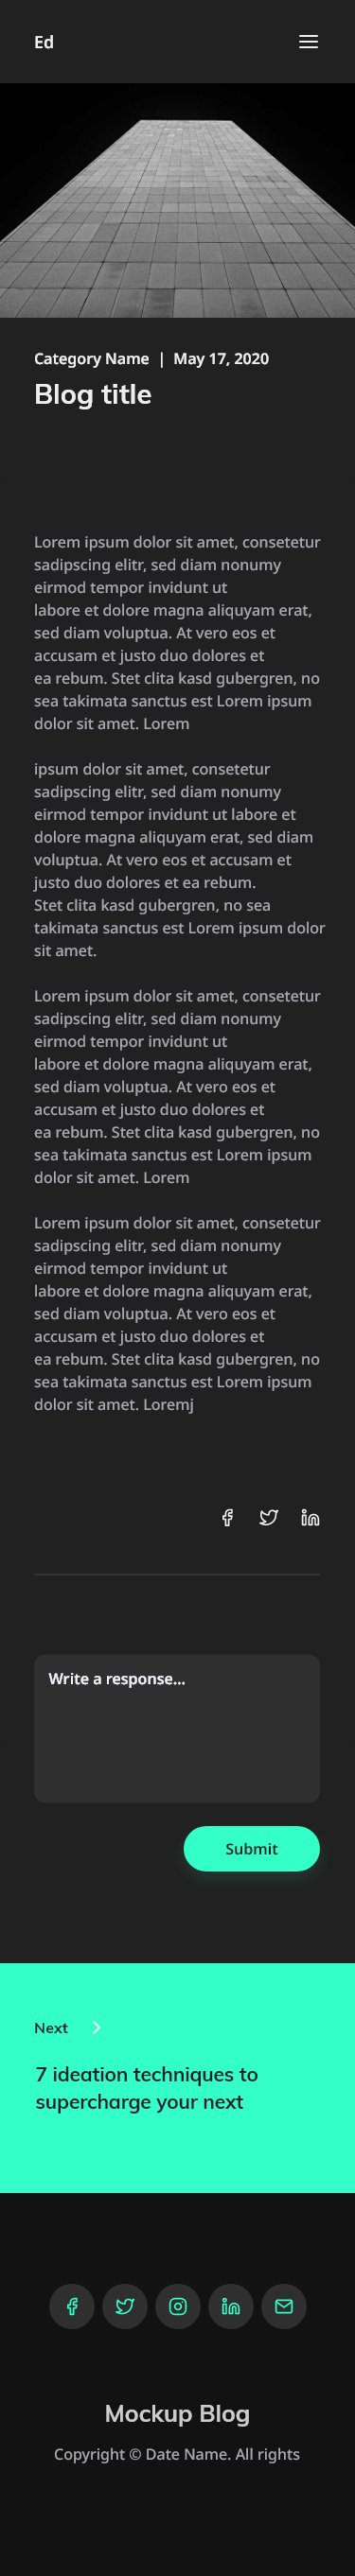 Ed
Category Name | May 17, 2020
Blog title
Lorem ipsum dolor sit amet, consetetur
sadipscing elitr, sed diam nonumy
eirmod tempor invidunt ut
labore et dolore magna aliquyam erat,
sed diam voluptua. At vero eos et
accusam et justo duo dolores et
ea rebum. Stet clita kasd gubergren, no
sea takimata sanctus est Lorem ipsum
dolor sit amet. Lorem
ipsum dolor sit amet, consetetur
sadipscing elitr, sed diam nonumy
eirmod tempor invidunt ut labore et
dolore magna aliquyam erat, sed diam
voluptua. At vero eos et accusam et
justo duo dolores et ea rebum.
Stet clita kasd gubergren, no sea
takimata sanctus est Lorem ipsum dolor
sit amet.
Lorem ipsum dolor sit amet, consetetur
sadipscing elitr, sed diam nonumy
eirmod tempor invidunt ut
labore et dolore magna aliquyam erat,
sed diam voluptua. At vero eos et
accusam et justo duo dolores et
ea rebum. Stet clita kasd gubergren, no
sea takimata sanctus est Lorem ipsum
dolor sit amet. Lorem
Lorem ipsum dolor sit amet, consetetur
sadipscing elitr, sed diam nonumy
eirmod tempor invidunt ut
labore et dolore magna aliquyam erat,
sed diam voluptua. At vero eos et
accusam et justo duo dolores et
ea rebum. Stet clita kasd gubergren, no
sea takimata sanctus est Lorem ipsum
dolor sit amet. Loremj
Write a response...
Submit
Next
7 ideation techniques to
supercharge your next
Mockup Blog
Copyright © Date Name. All rights